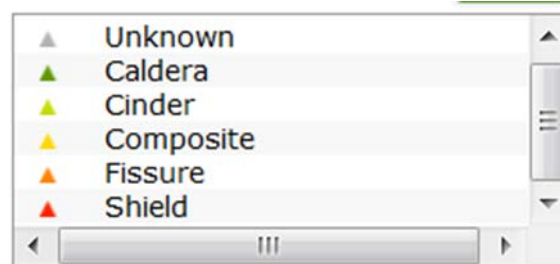 Unknown
Caldera
Cinder
Composite
Fissure
Shield